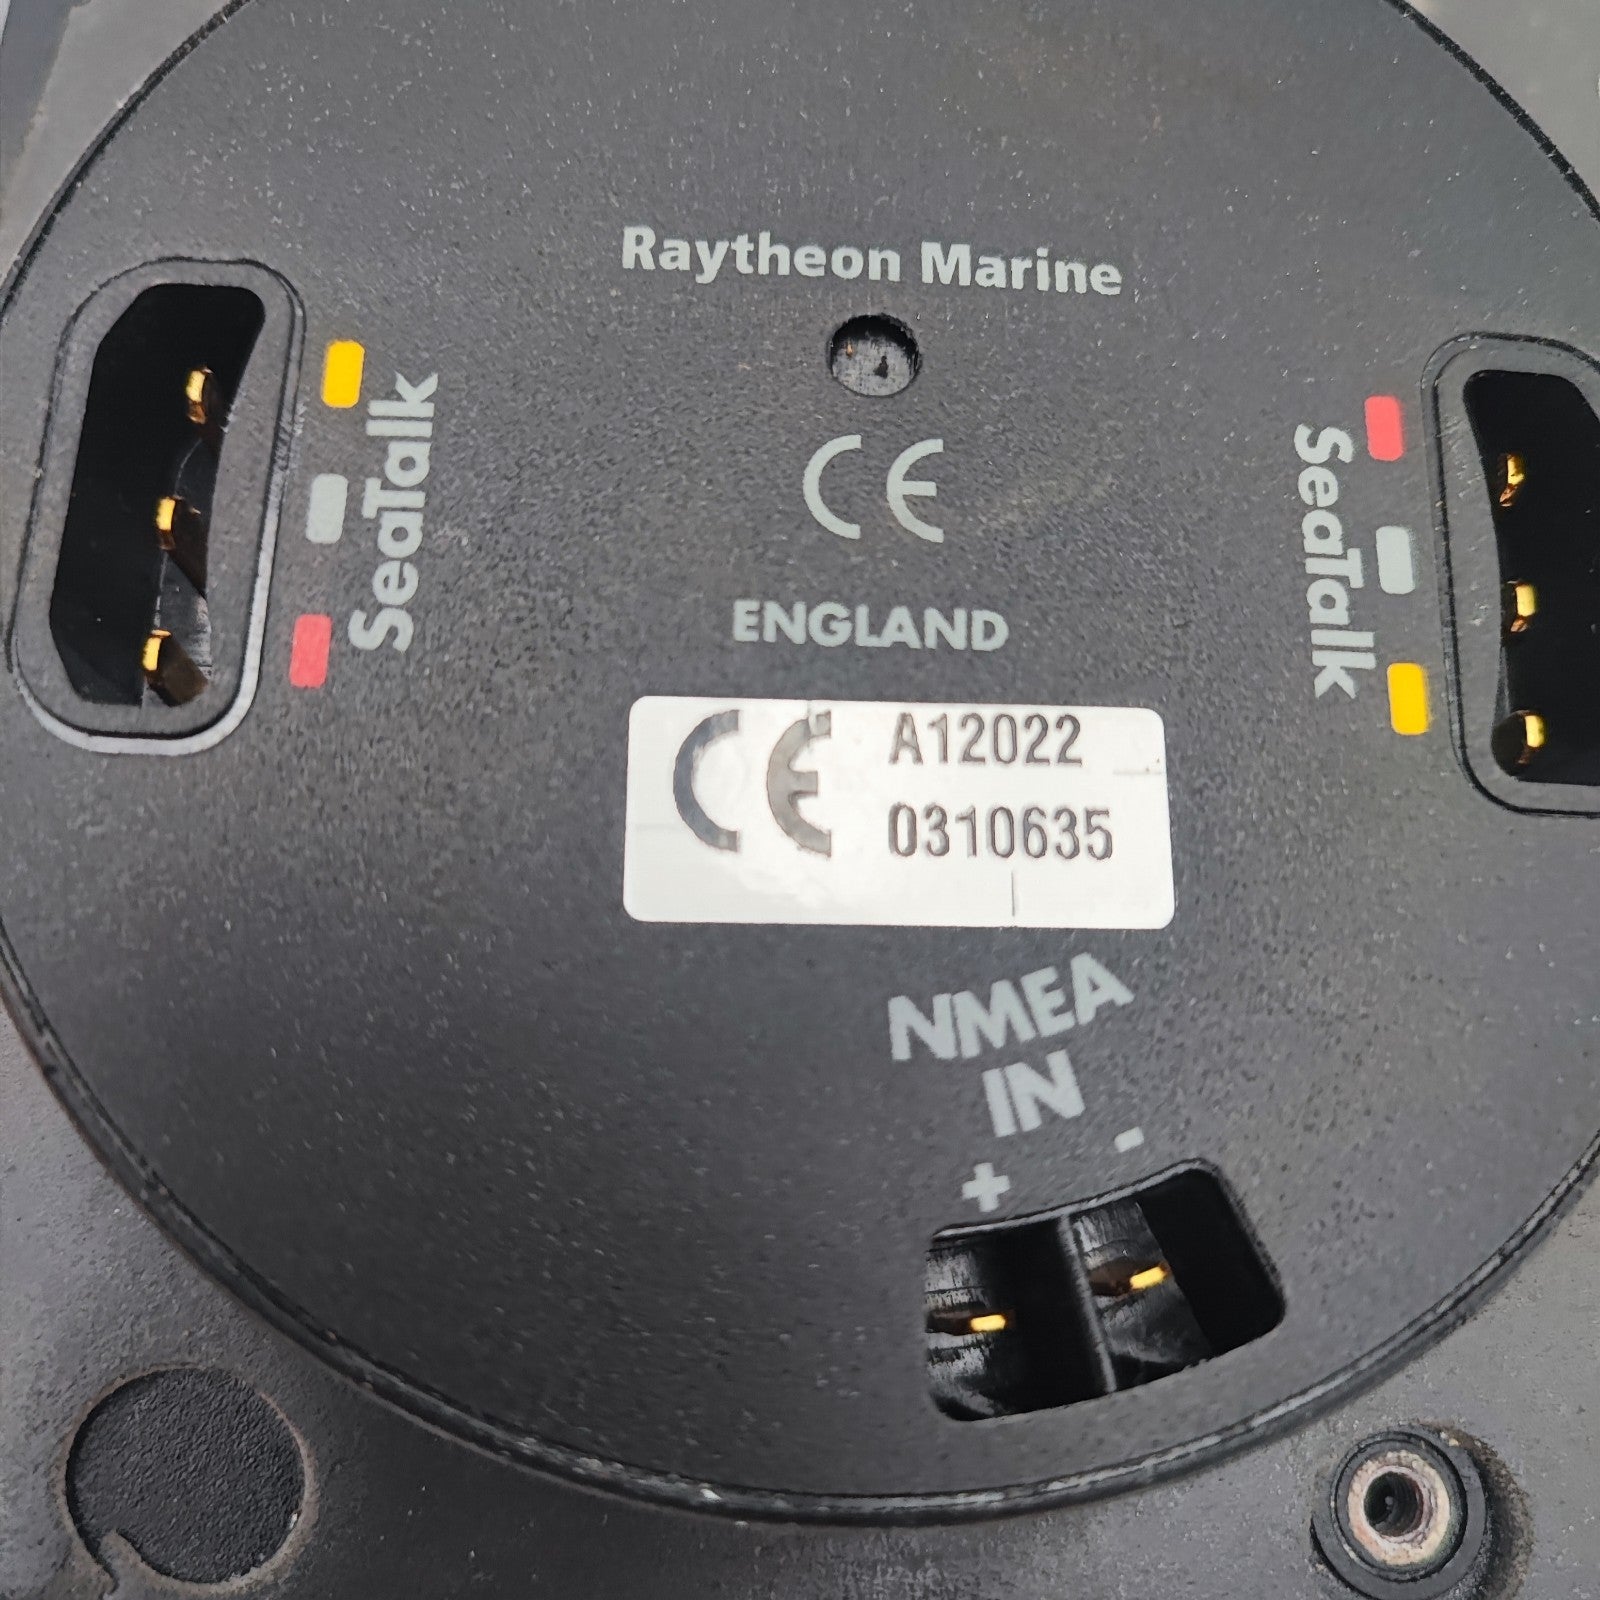 Raytheon Marine
SeaTalk
SeaTalk
CE
ENGLAND
CE A12022
0310635
NMEA
IN
+ -